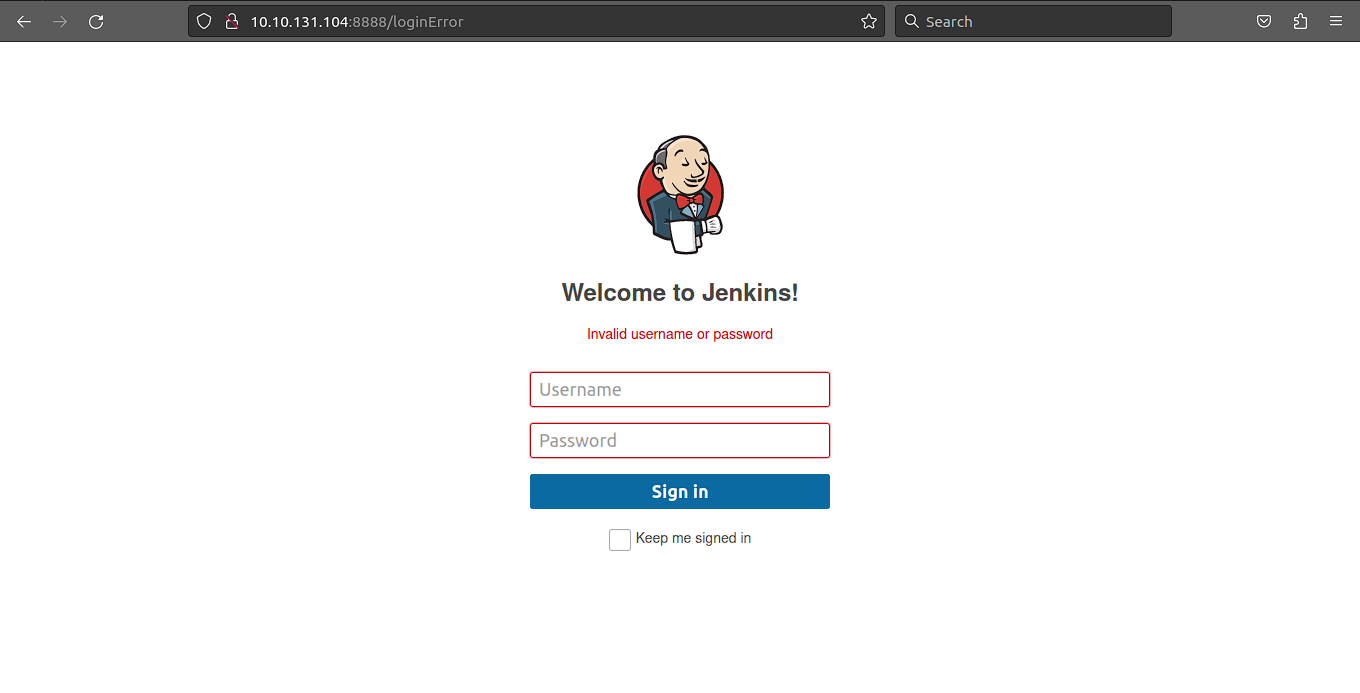 10.10.131.104:8888/loginError
Search
Welcome to Jenkins!
Invalid username or password
Username
Password
Sign in
Keep me signed in